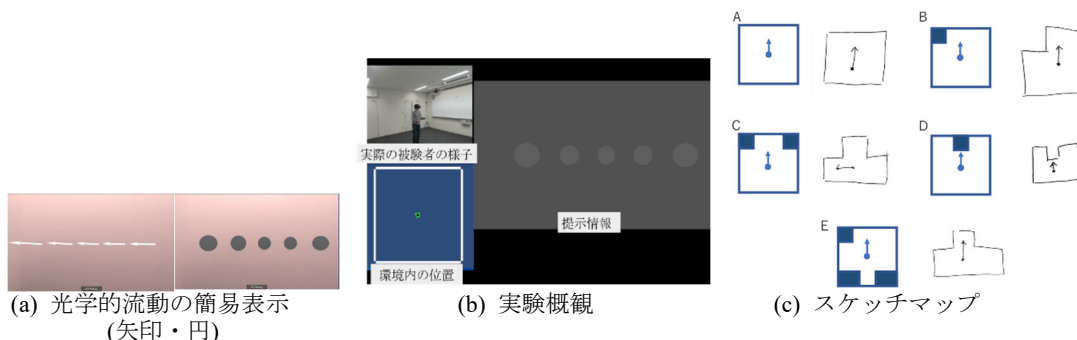 実際の被験者の様子
提示情報
環境内の位置
A
B
C
D
E
(a) 光学的流動の簡易表示
(矢印・円)
(b) 実験概観
(c) スケッチマップ